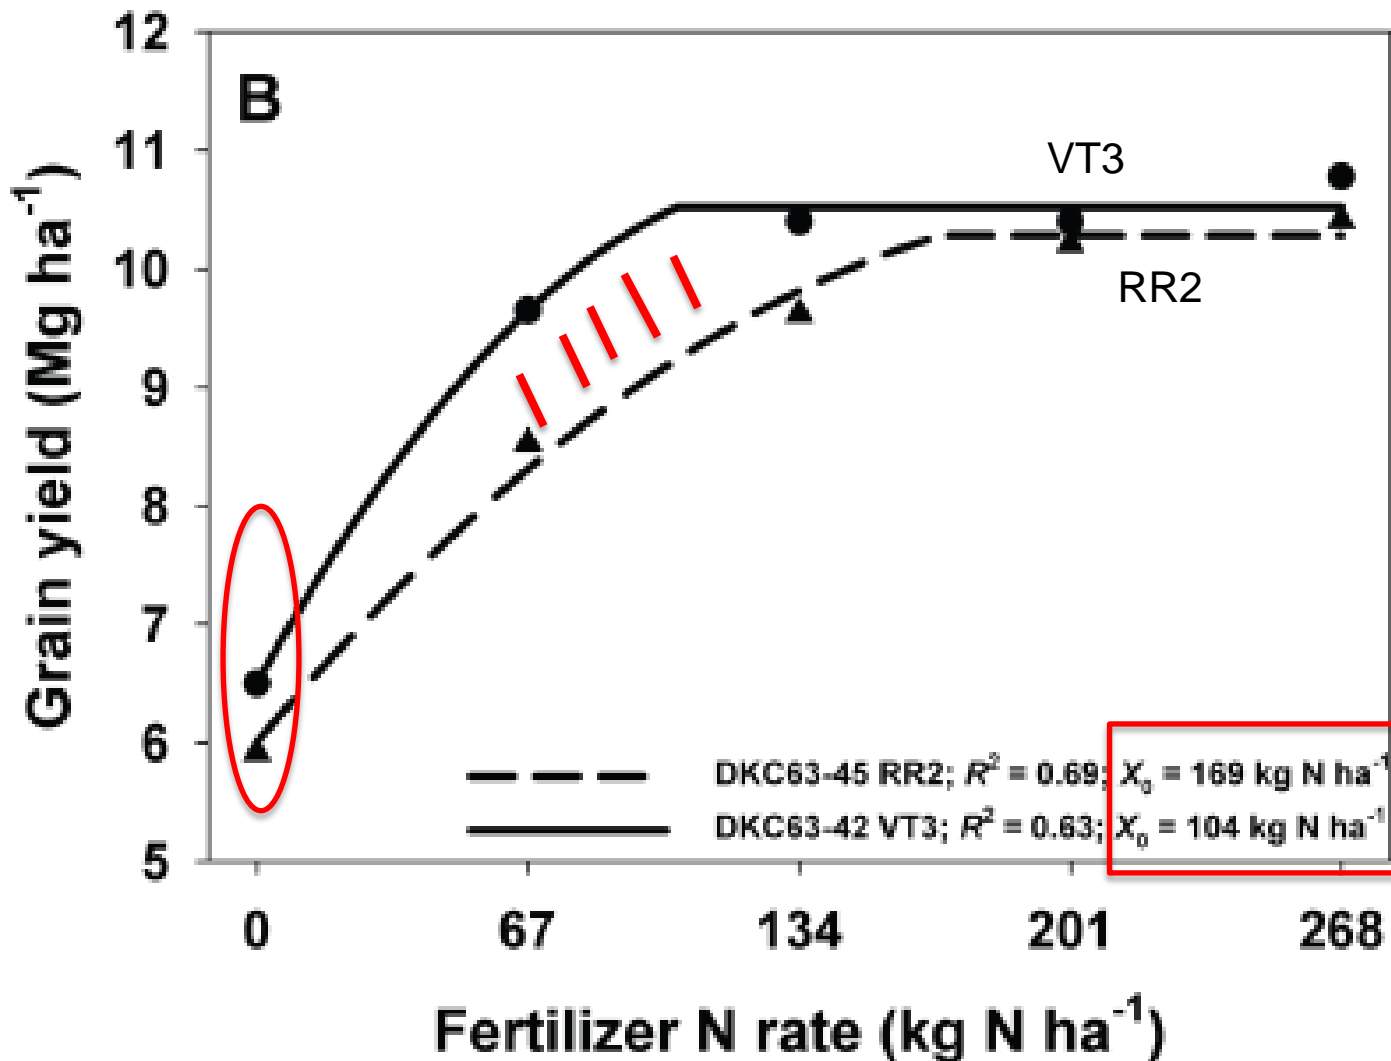 B
Grain yield (Mg ha⁻¹)
12
11
10
9
8
7
6
5
VT3
RR2
DKC63-45 RR2; R² = 0.69; X₀ = 169 kg N ha⁻¹
DKC63-42 VT3; R² = 0.63; X₀ = 104 kg N ha⁻¹
0 67 134 201 268
Fertilizer N rate (kg N ha⁻¹)